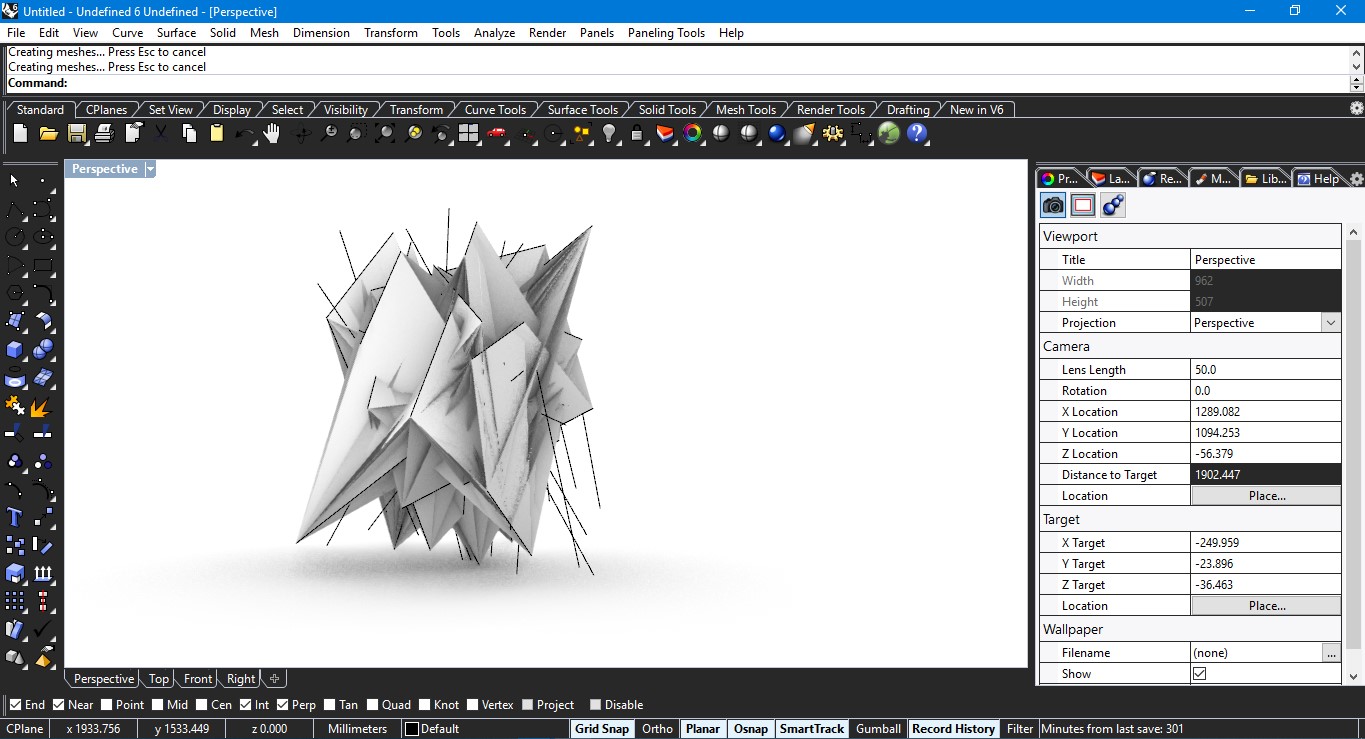 Untitled - Undefined 6 Undefined - [Perspective]
File Edit View Curve Surface Solid Mesh Dimension Transform Tools Analyze Render Panels Paneling Tools Help
Creating meshes... Press Esc to cancel
Creating meshes... Press Esc to cancel
Command:
Standard CPlanes Set View Display Select Visibility Transform Curve Tools Surface Tools Solid Tools Mesh Tools Render Tools Drafting New in V6
Perspective
Pr... La... Re... M... Lib... Help
Viewport
Title Perspective
Width 962
Height 507
Projection Perspective
Camera
Lens Length 50.0
Rotation 0.0
X Location 1289.082
Y Location 1094.253
Z Location -56.379
Distance to Target 1902.447
Location Place...
Target
X Target -249.959
Y Target -23.896
Z Target -36.463
Location Place...
Wallpaper
Filename (none) ...
Show
Perspective Top Front Right
End Near Point Mid Cen Int Perp Tan Quad Knot Vertex Project Disable
CPlane x 1933.756 y 1533.449 z 0.000 Millimeters Default Grid Snap Ortho Planar Osnap SmartTrack Gumball Record History Filter Minutes from last save: 301